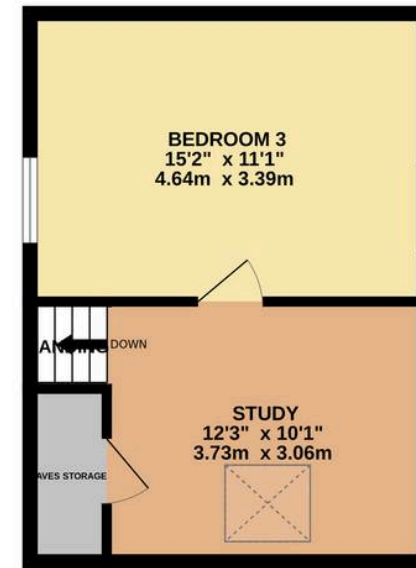 BEDROOM 3
15'2" x 11'1"
4.64m x 3.39m
ANDING
DOWN
STUDY
12'3" x 10'1"
3.73m x 3.06m
AVES STORAGE